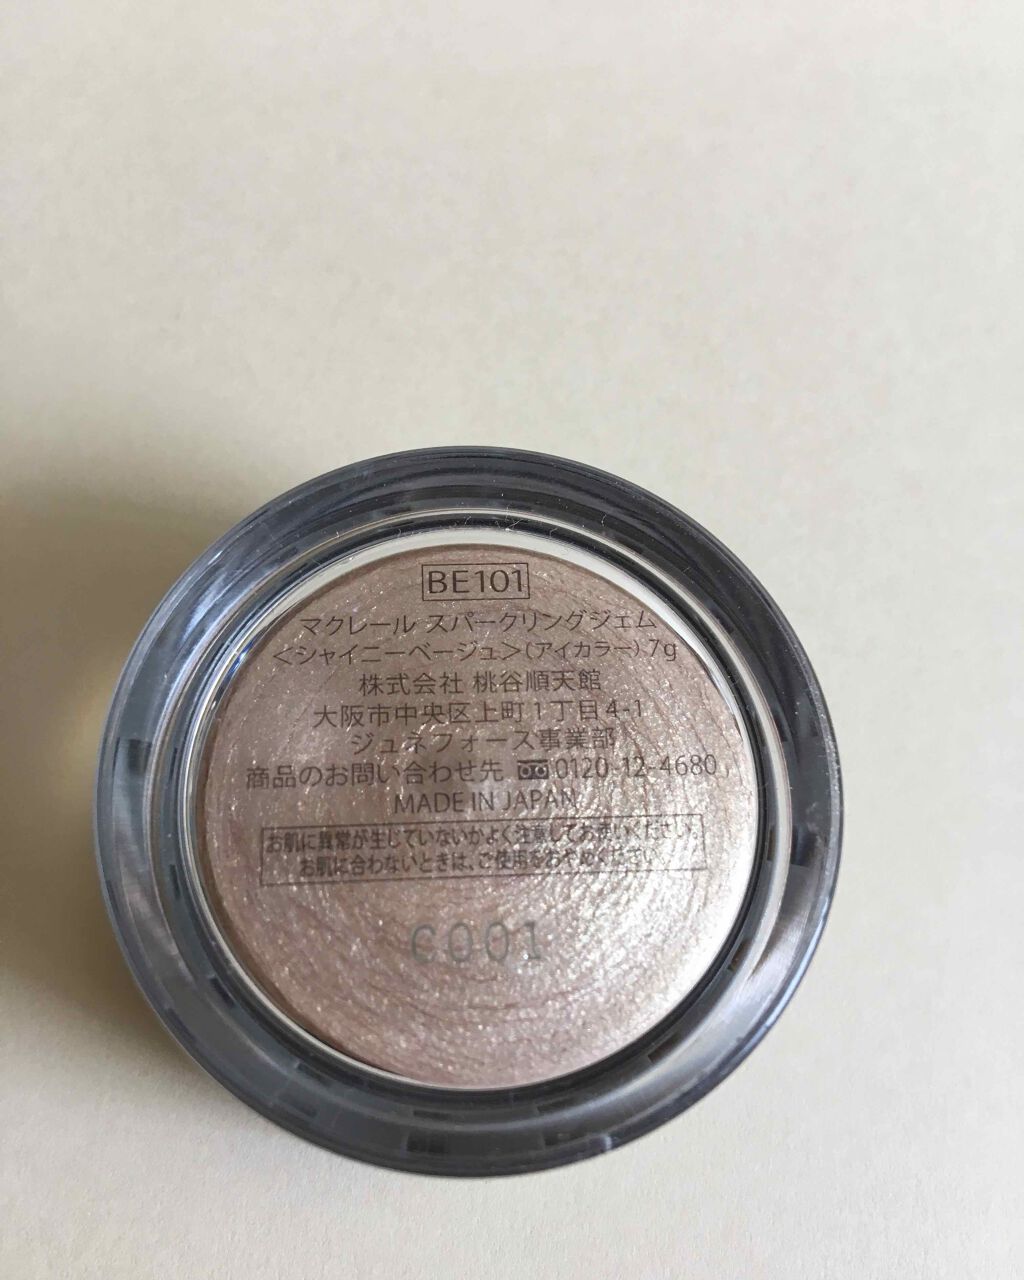 BE101
マクレール スパークリングジェム
<シャイニーベージュ>(アイカラー) 7g
株式会社 桃谷順天館
大阪市中央区上町1丁目4-1
ジュネフォース事業部
商品のお問い合わせ先 0120-12-4680
MADE IN JAPAN
お肌に異常が生じていないかよく注意してお使いください。
お肌に合わないときは、ご使用をおやめください。
C001